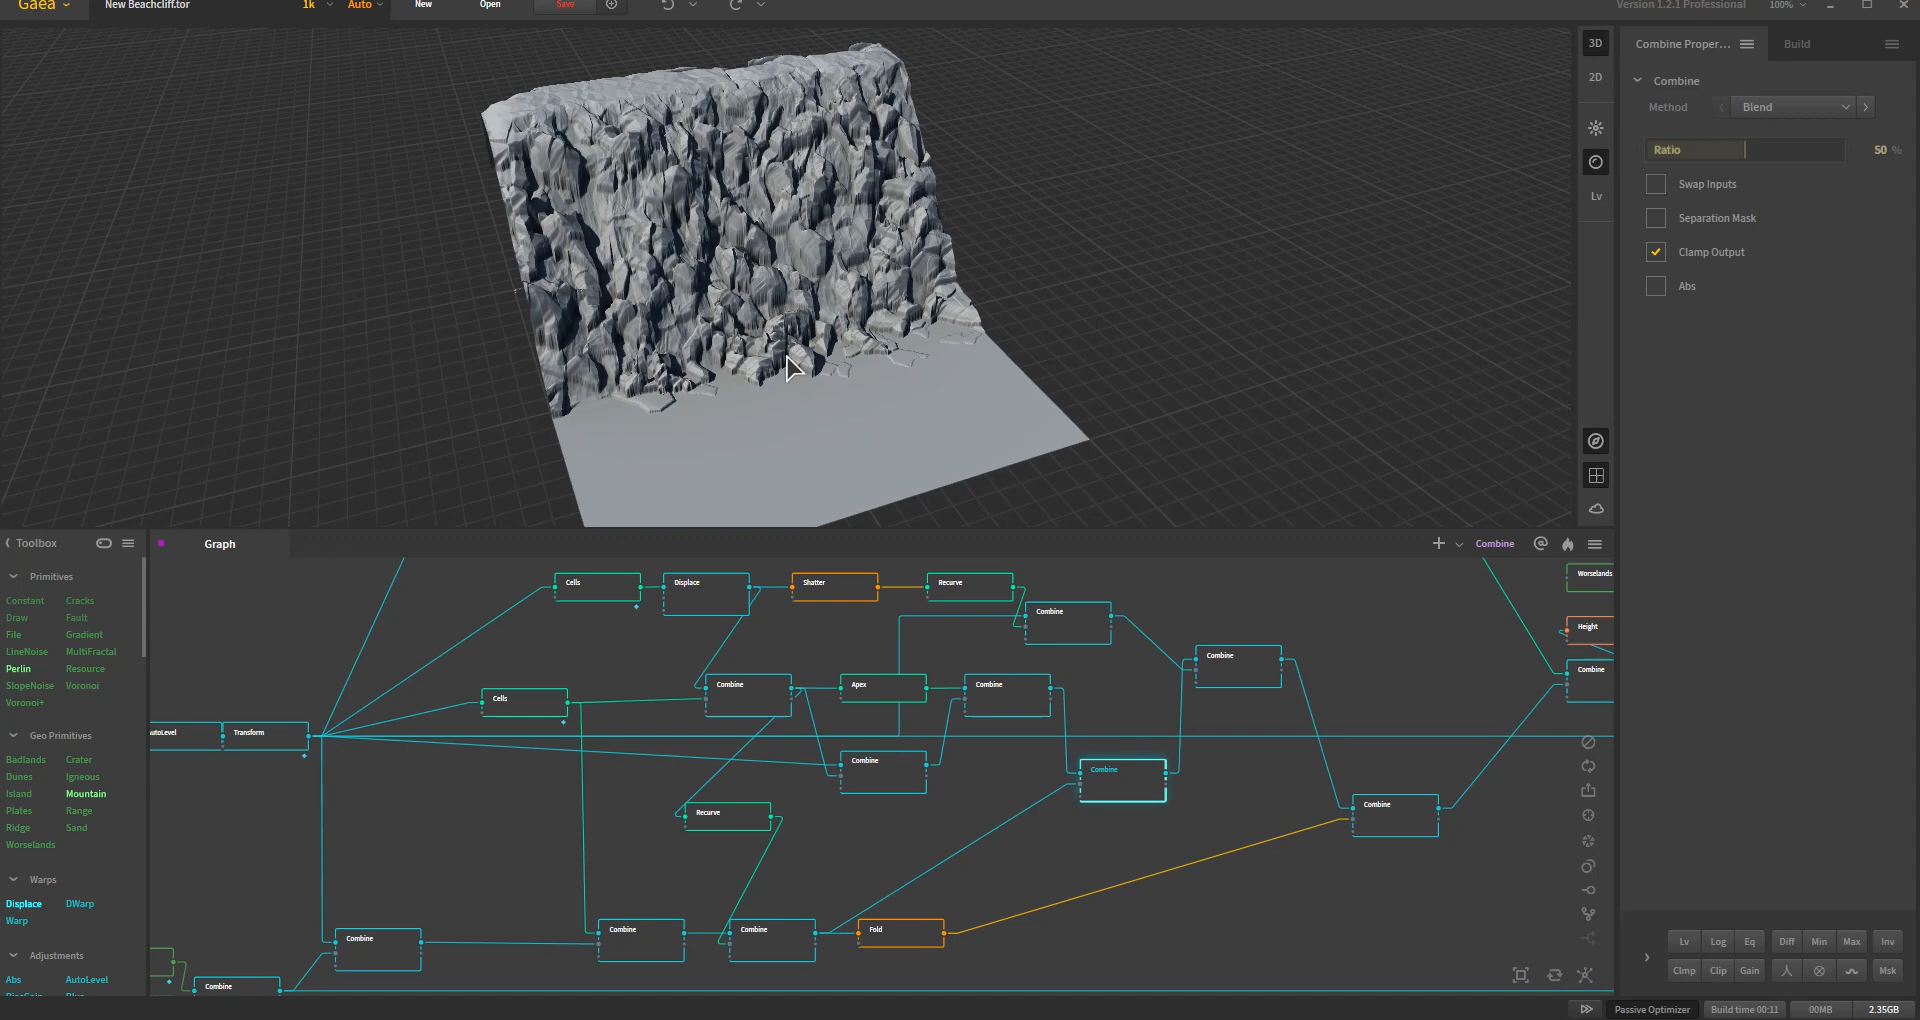 Gaea
New Beachcliff.tor
1k
Auto
New
Open
Save
Version 1.2.1 Professional
100%
3D
2D
Lv
Combine Proper...
Build
Combine
Method
Blend
Ratio
50 %
Swap Inputs
Separation Mask
Clamp Output
Abs
Toolbox
Graph
Combine
Primitives
Constant Cracks
Draw Fault
File Gradient
LineNoise MultiFractal
Perlin Resource
SlopeNoise Voronoi
Voronoi+
Geo Primitives
Badlands Crater
Dunes Igneous
Island Mountain
Plates Range
Ridge Sand
Worselands
Warps
Displace DWarp
Warp
Adjustments
Abs AutoLevel
Cells
Displace
Shatter
Recurve
Combine
Worselands
Height
Combine
Combine
Cells
Combine
Apex
Combine
utoLevel
Transform
Combine
Combine
Recurve
Combine
Combine
Combine
Combine
Fold
Combine
Lv Log Eq Diff Min Max Inv
Clmp Clip Gain Msk
Passive Optimizer
Build time 00:11
00MB
2.35GB